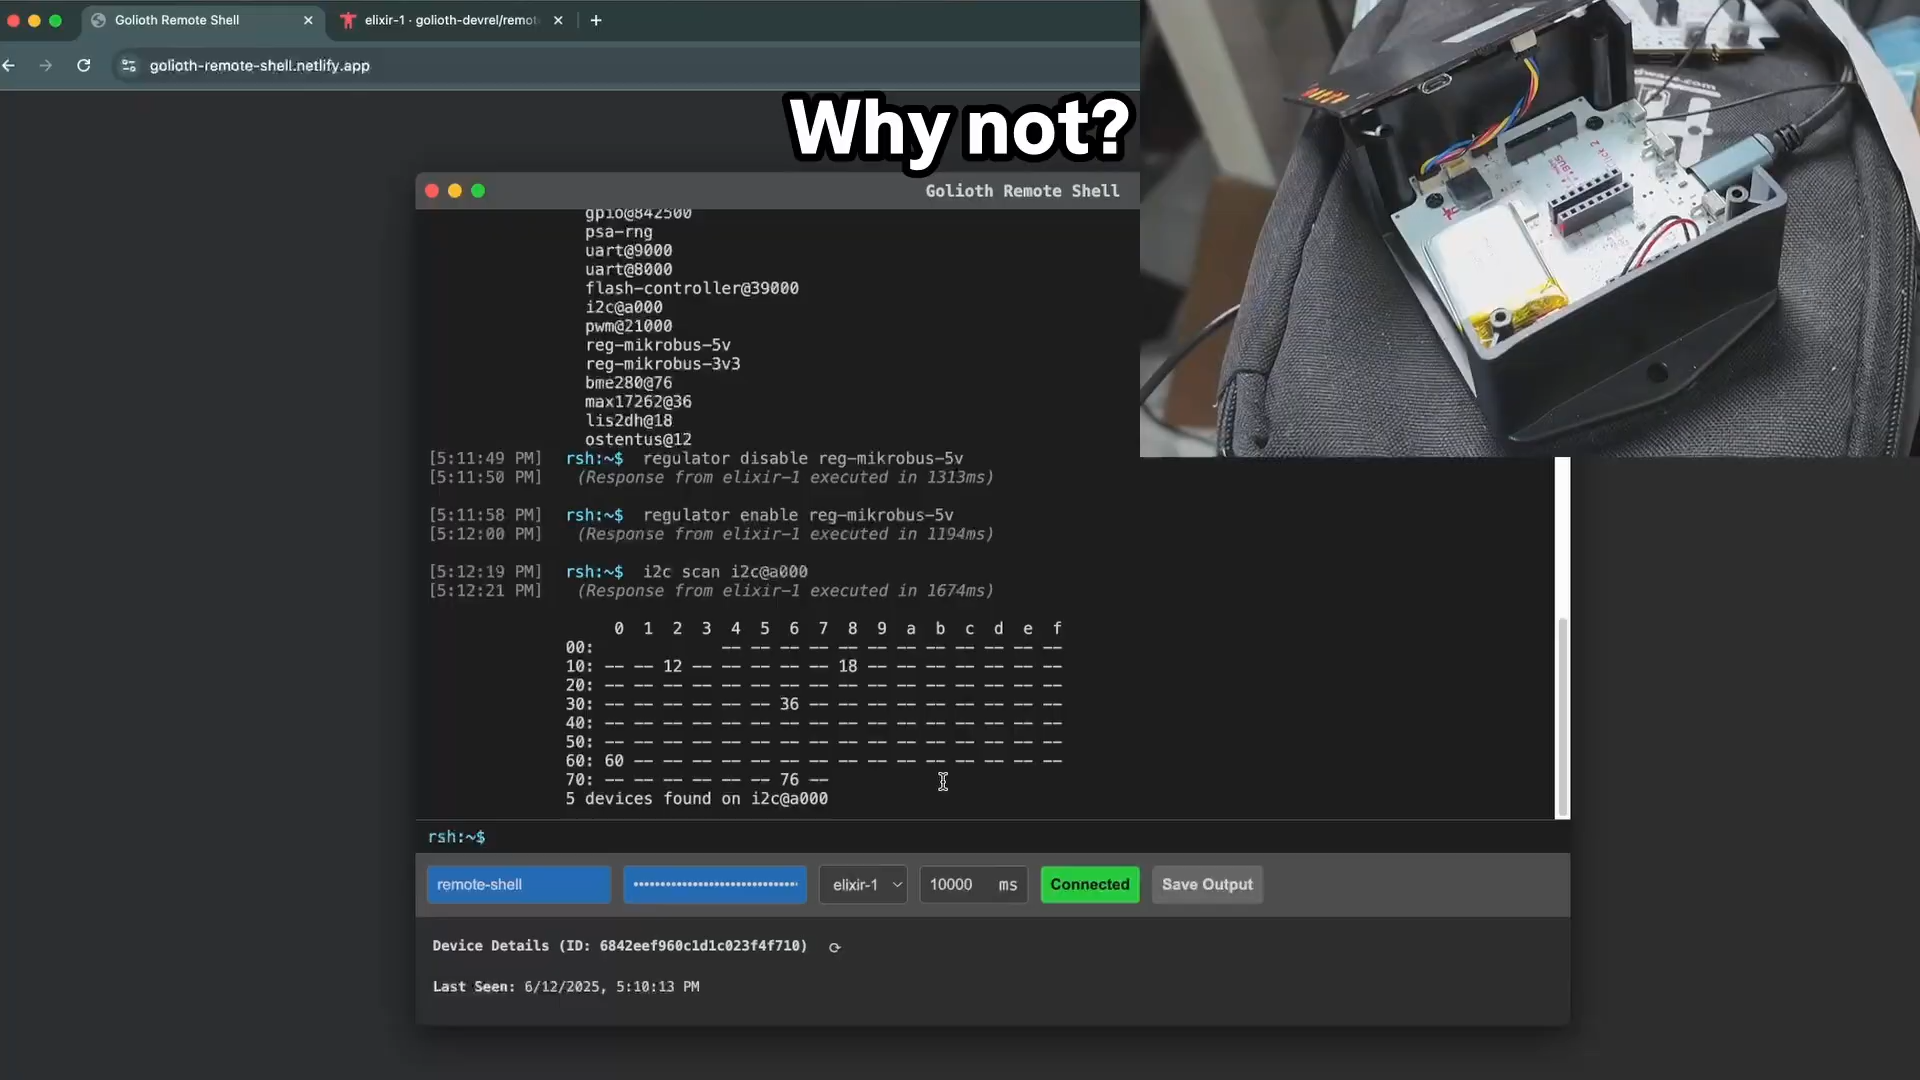 Golioth Remote Shell
elixir-1 · golioth-devrel/remot
golioth-remote-shell.netlify.app
Why not?
Golioth Remote Shell
gpio@842500
psa-rng
uart@9000
uart@8000
flash-controller@39000
i2c@a000
pwm@21000
reg-mikrobus-5v
reg-mikrobus-3v3
bme280@76
max17262@36
lis2dh@18
ostentus@12
[5:11:49 PM] rsh:~$ regulator disable reg-mikrobus-5v
[5:11:50 PM] (Response from elixir-1 executed in 1313ms)
[5:11:58 PM] rsh:~$ regulator enable reg-mikrobus-5v
[5:12:00 PM] (Response from elixir-1 executed in 1194ms)
[5:12:19 PM] rsh:~$ i2c scan i2c@a000
[5:12:21 PM] (Response from elixir-1 executed in 1674ms)
0 1 2 3 4 5 6 7 8 9 a b c d e f
00: -- -- -- -- -- -- -- -- -- -- -- --
10: -- -- 12 -- -- -- -- -- 18 -- -- -- -- -- -- --
20: -- -- -- -- -- -- -- -- -- -- -- -- -- -- -- --
30: -- -- -- -- -- -- 36 -- -- -- -- -- -- -- -- --
40: -- -- -- -- -- -- -- -- -- -- -- -- -- -- -- --
50: -- -- -- -- -- -- -- -- -- -- -- -- -- -- -- --
60: 60 -- -- -- -- -- -- -- -- -- -- -- -- -- -- --
70: -- -- -- -- -- -- 76 --
5 devices found on i2c@a000
rsh:~$
remote-shell
elixir-1
10000 ms
Connected
Save Output
Device Details (ID: 6842eef960c1d1c023f4f710)
Last Seen: 6/12/2025, 5:10:13 PM